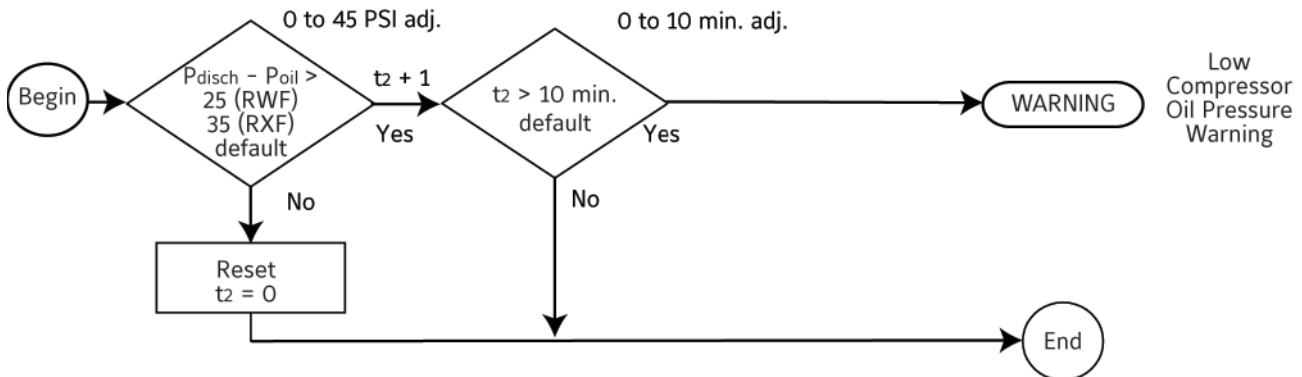 0 to 45 PSI adj.
0 to 10 min. adj.
Begin
Pdisch – Poil >
25 (RWF)
35 (RXF)
default
t2 + 1
Yes
t2 > 10 min.
default
Yes
WARNING
Low
Compressor
Oil Pressure
Warning
No
No
Reset
t2 = 0
End